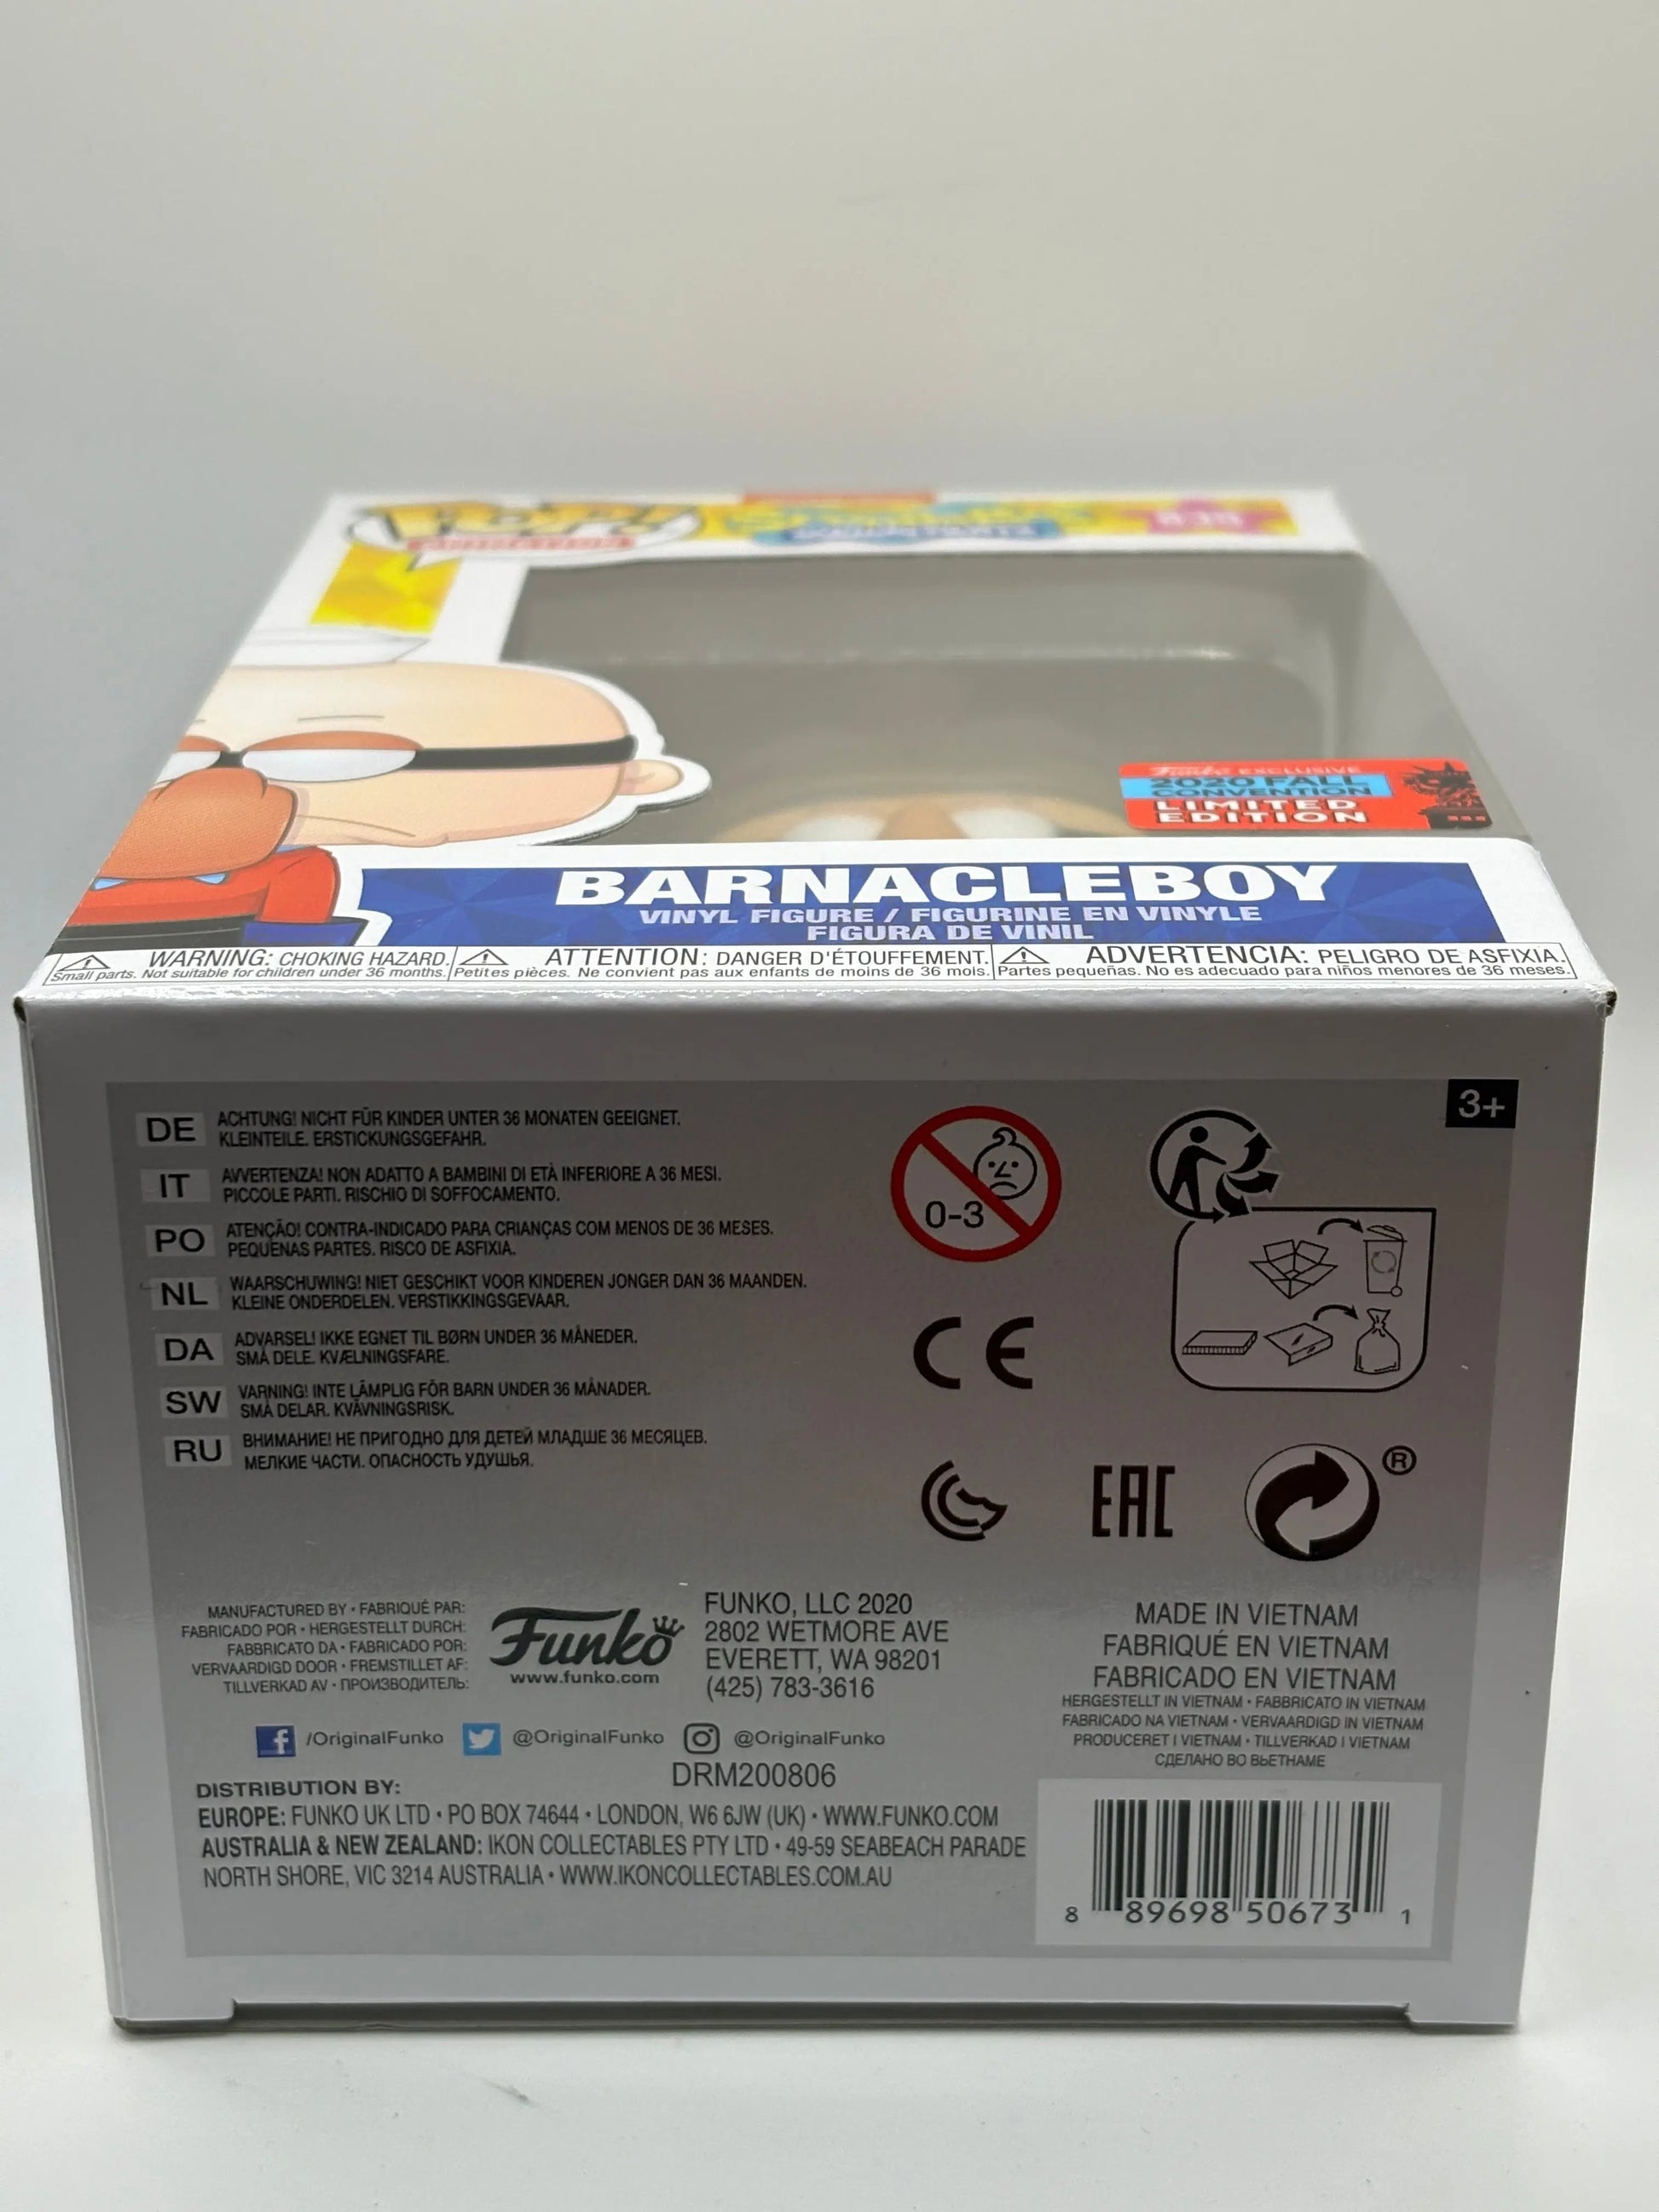 POP!
ANIMATION
SpongeBob
SQUAREPANTS
Funko EXCLUSIVE
2020 FALL
CONVENTION
LIMITED
EDITION
BARNACLEBOY
VINYL FIGURE / FIGURINE EN VINYLE
FIGURA DE VINIL
WARNING: CHOKING HAZARD.
Small parts. Not suitable for children under 36 months.
ATTENTION: DANGER D'ÉTOUFFEMENT.
Petites pièces. Ne convient pas aux enfants de moins de 36 mois.
ADVERTENCIA: PELIGRO DE ASFIXIA.
Partes pequeñas. No es adecuado para niños menores de 36 meses.
3+
DE ACHTUNG! NICHT FÜR KINDER UNTER 36 MONATEN GEEIGNET.
KLEINTEILE. ERSTICKUNGSGEFAHR.
IT AVVERTENZA! NON ADATTO A BAMBINI DI ETÀ INFERIORE A 36 MESI.
PICCOLE PARTI. RISCHIO DI SOFFOCAMENTO.
PO ATENÇÃO! CONTRA-INDICADO PARA CRIANÇAS COM MENOS DE 36 MESES.
PEQUENAS PARTES. RISCO DE ASFIXIA.
NL WAARSCHUWING! NIET GESCHIKT VOOR KINDEREN JONGER DAN 36 MAANDEN.
KLEINE ONDERDELEN. VERSTIKKINGSGEVAAR.
DA ADVARSEL! IKKE EGNET TIL BØRN UNDER 36 MÅNEDER.
SMÅ DELE. KVÆLNINGSFARE.
SW VARNING! INTE LÄMPLIG FÖR BARN UNDER 36 MÅNADER.
SMÅ DELAR. KVÄVNINGSRISK.
RU ВНИМАНИЕ! НЕ ПРИГОДНО ДЛЯ ДЕТЕЙ МЛАДШЕ 36 МЕСЯЦЕВ.
МЕЛКИЕ ЧАСТИ. ОПАСНОСТЬ УДУШЬЯ.
0-3
CE
EAC
®
MANUFACTURED BY • FABRIQUÉ PAR:
FABRICADO POR • HERGESTELLT DURCH:
FABBRICATO DA • FABRICADO POR:
VERVAARDIGD DOOR • FREMSTILLET AF:
TILLVERKAD AV • ПРОИЗВОДИТЕЛЬ:
Funko
www.funko.com
FUNKO, LLC 2020
2802 WETMORE AVE
EVERETT, WA 98201
(425) 783-3616
MADE IN VIETNAM
FABRIQUÉ EN VIETNAM
FABRICADO EN VIETNAM
HERGESTELLT IN VIETNAM • FABBRICATO IN VIETNAM
FABRICADO NA VIETNAM • VERVAARDIGD IN VIETNAM
PRODUCERET I VIETNAM • TILLVERKAD I VIETNAM
СДЕЛАНО ВО ВЬЕТНАМЕ
/OriginalFunko @OriginalFunko @OriginalFunko
DRM200806
DISTRIBUTION BY:
EUROPE: FUNKO UK LTD • PO BOX 74644 • LONDON, W6 6JW (UK) • WWW.FUNKO.COM
AUSTRALIA & NEW ZEALAND: IKON COLLECTABLES PTY LTD • 49-59 SEABEACH PARADE
NORTH SHORE, VIC 3214 AUSTRALIA • WWW.IKONCOLLECTABLES.COM.AU
8 89698 50673 1